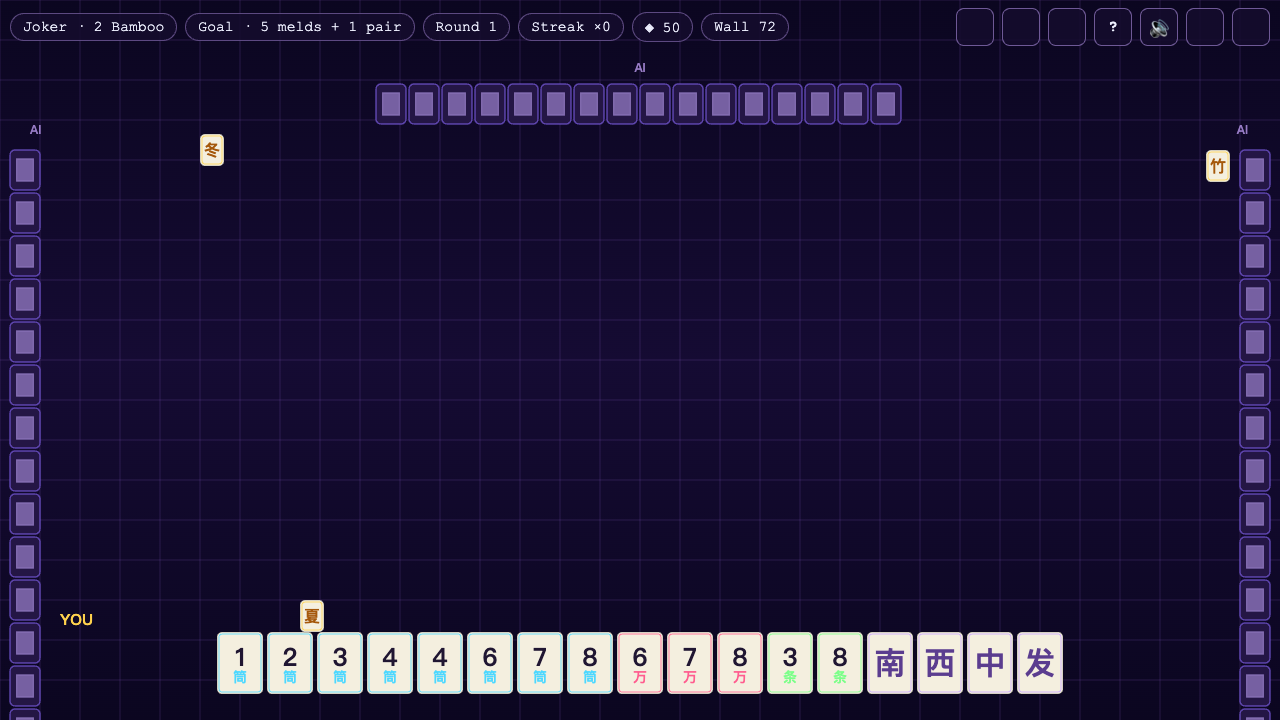 Joker · 2 Bamboo
Goal · 5 melds + 1 pair
Round 1
Streak ×0
◆ 50
Wall 72
?
AI
AI
AI
冬
竹
YOU
夏
1 筒
2 筒
3 筒
4 筒
4 筒
6 筒
7 筒
8 筒
6 万
7 万
8 万
3 条
8 条
南
西
中
发